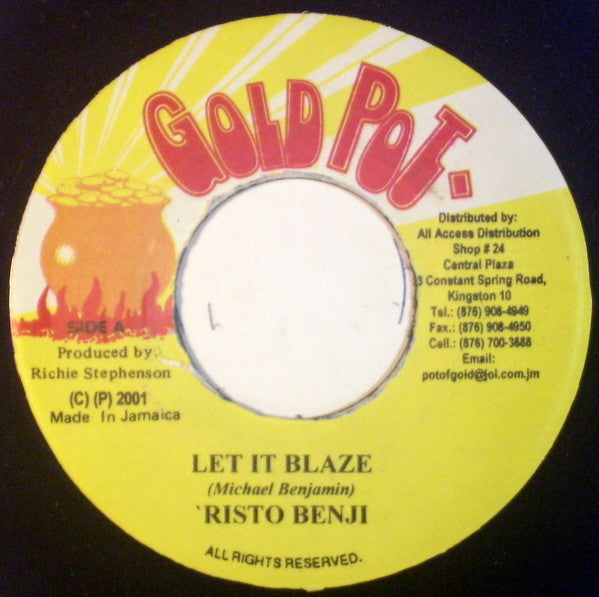 GOLD POT.
Distributed by:
All Access Distribution
Shop # 24
Central Plaza
3 Constant Spring Road,
Kingston 10
Tel.: (876) 908-4949
Fax.: (876) 908-4950
Cell.: (876) 700-3688
Email:
potofgold@jol.com.jm
SIDE A
Produced by:
Richie Stephenson
(C) (P) 2001
Made In Jamaica
LET IT BLAZE
(Michael Benjamin)
`RISTO BENJI
ALL RIGHTS RESERVED.